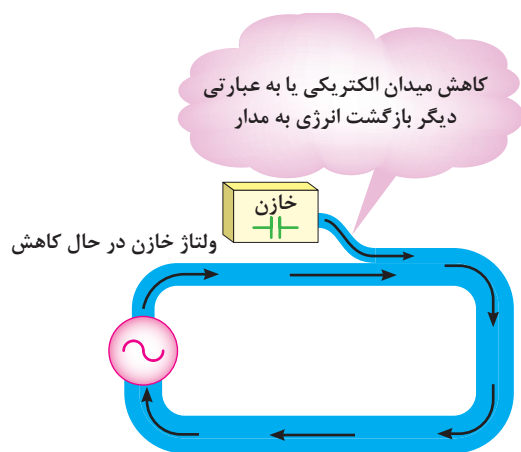 کاهش میدان الکتریکی یا به عبارتی
دیگر بازگشت انرژی به مدار
خازن
ولتاژ خازن در حال کاهش